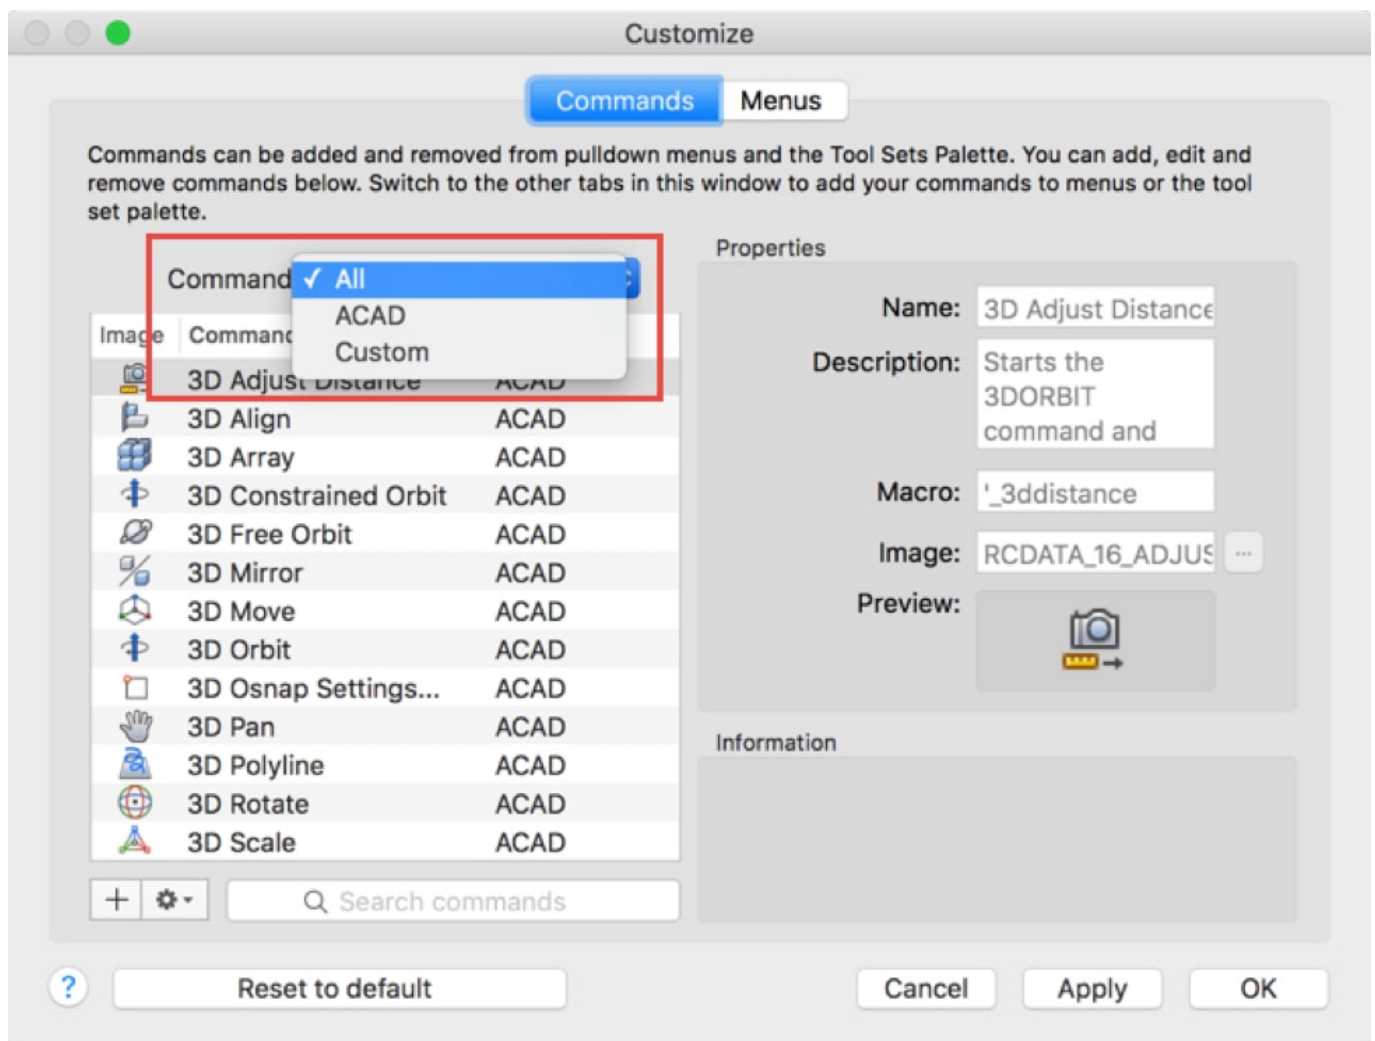 Customize
Commands Menus
Commands can be added and removed from pulldown menus and the Tool Sets Palette. You can add, edit and
remove commands below. Switch to the other tabs in this window to add your commands to menus or the tool
set palette.
Command ✓ All
ACAD
Custom
Image Command
3D Adjust Distance ACAD
3D Align ACAD
3D Array ACAD
3D Constrained Orbit ACAD
3D Free Orbit ACAD
3D Mirror ACAD
3D Move ACAD
3D Orbit ACAD
3D Osnap Settings... ACAD
3D Pan ACAD
3D Polyline ACAD
3D Rotate ACAD
3D Scale ACAD
+ Search commands
Properties
Name: 3D Adjust Distance
Description: Starts the
3DORBIT
command and
Macro: '_3ddistance
Image: RCDATA_16_ADJUS ...
Preview:
Information
? Reset to default Cancel Apply OK